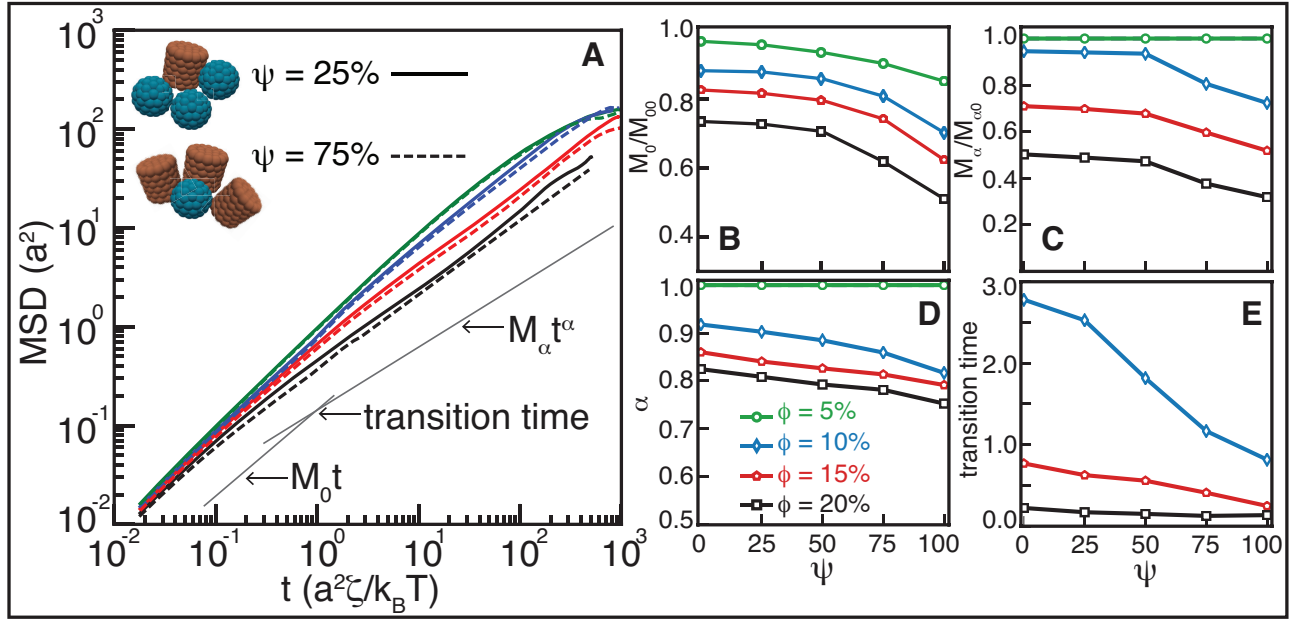 A
ψ = 25%
ψ = 75%
MSD (a²)
10³
10²
10¹
10⁰
10⁻¹
10⁻²
M_α t^α
transition time
M₀t
10⁻² 10⁻¹ 10⁰ 10¹ 10² 10³
t (a²ζ/k_BT)
B
M₀/M₀₀
1.0
0.8
0.6
0.4
C
M_α/M_α0
1.0
0.8
0.6
0.4
0.2
D
α
1.0
0.9
0.8
0.7
0.6
0.5
ϕ = 5%
ϕ = 10%
ϕ = 15%
ϕ = 20%
0 25 50 75 100
ψ
E
transition time
3.0
2.0
1.0
0.0
0 25 50 75 100
ψ